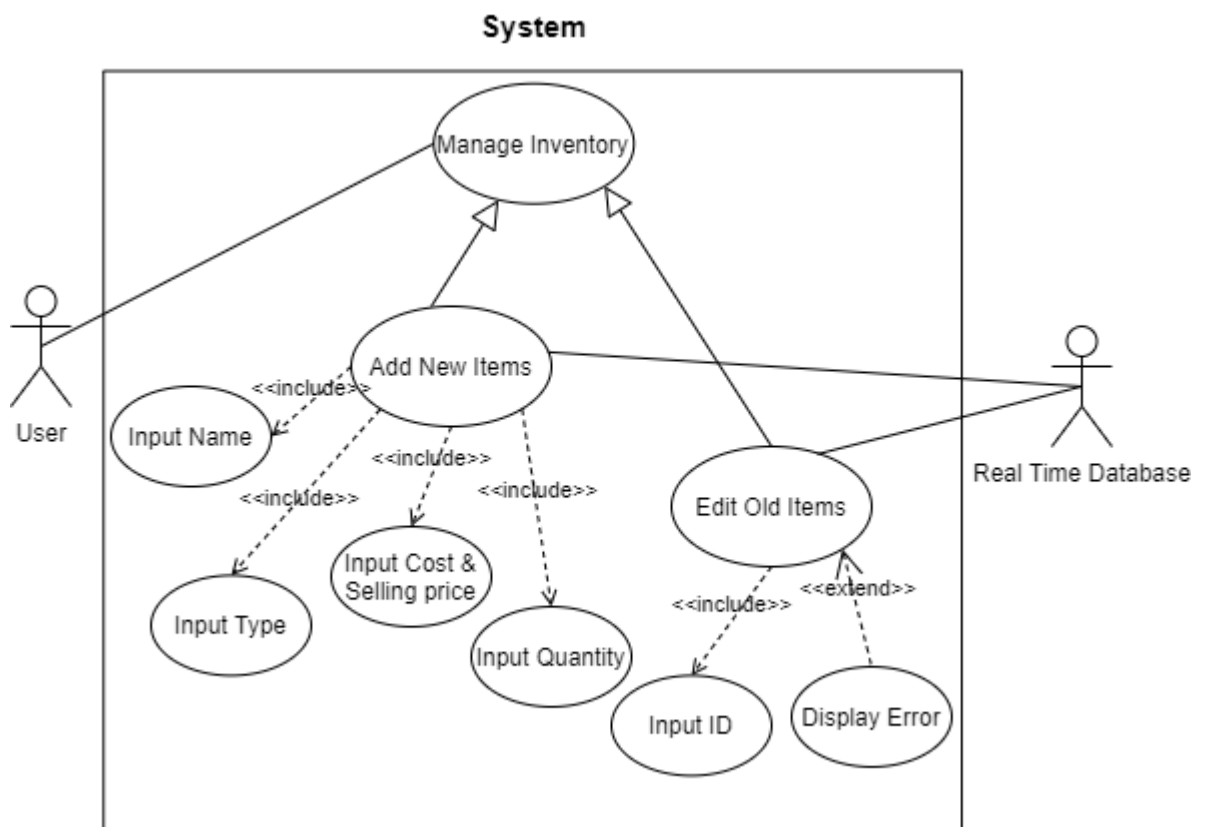 System
Manage Inventory
Add New Items
<<include>>
Input Name
User
<<include>>
<<include>>
<<include>>
Real Time Database
Edit Old Items
Input Cost &
Selling price
Input Type
Input Quantity
<<include>>
<<extend>>
Input ID
Display Error